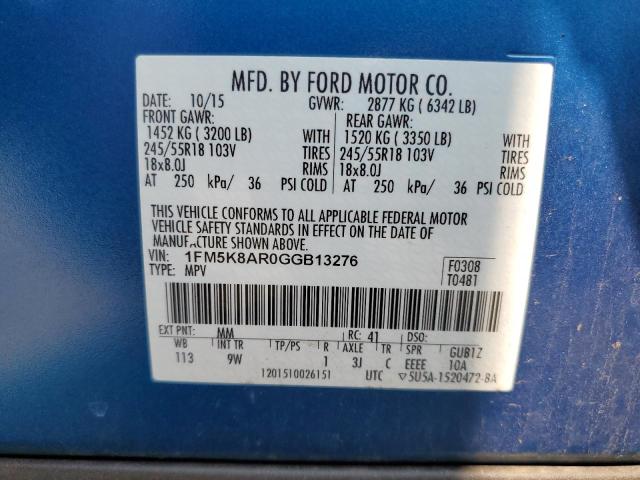 MFD. BY FORD MOTOR CO.
DATE: 10/15 GVWR: 2877 KG ( 6342 LB)
FRONT GAWR: REAR GAWR:
1452 KG ( 3200 LB) WITH 1520 KG ( 3350 LB) WITH
245/55R18 103V TIRES 245/55R18 103V TIRES
18x8.0J RIMS 18x8.0J RIMS
AT 250 kPa/ 36 PSI COLD AT 250 kPa/ 36 PSI COLD
THIS VEHICLE CONFORMS TO ALL APPLICABLE FEDERAL MOTOR
VEHICLE SAFETY STANDARDS IN EFFECT ON THE DATE OF
MANUFACTURE SHOWN ABOVE.
VIN: 1FM5K8AR0GGB13276 F0308
TYPE: MPV T0481
EXT PNT: MM RC: 41 DSO:
WB INT TR TP/PS R AXLE TR SPR GUB1Z
113 9W 1 3J C EEEE 10A
1201510026151 UTC ▽5U5A-1520472-BA